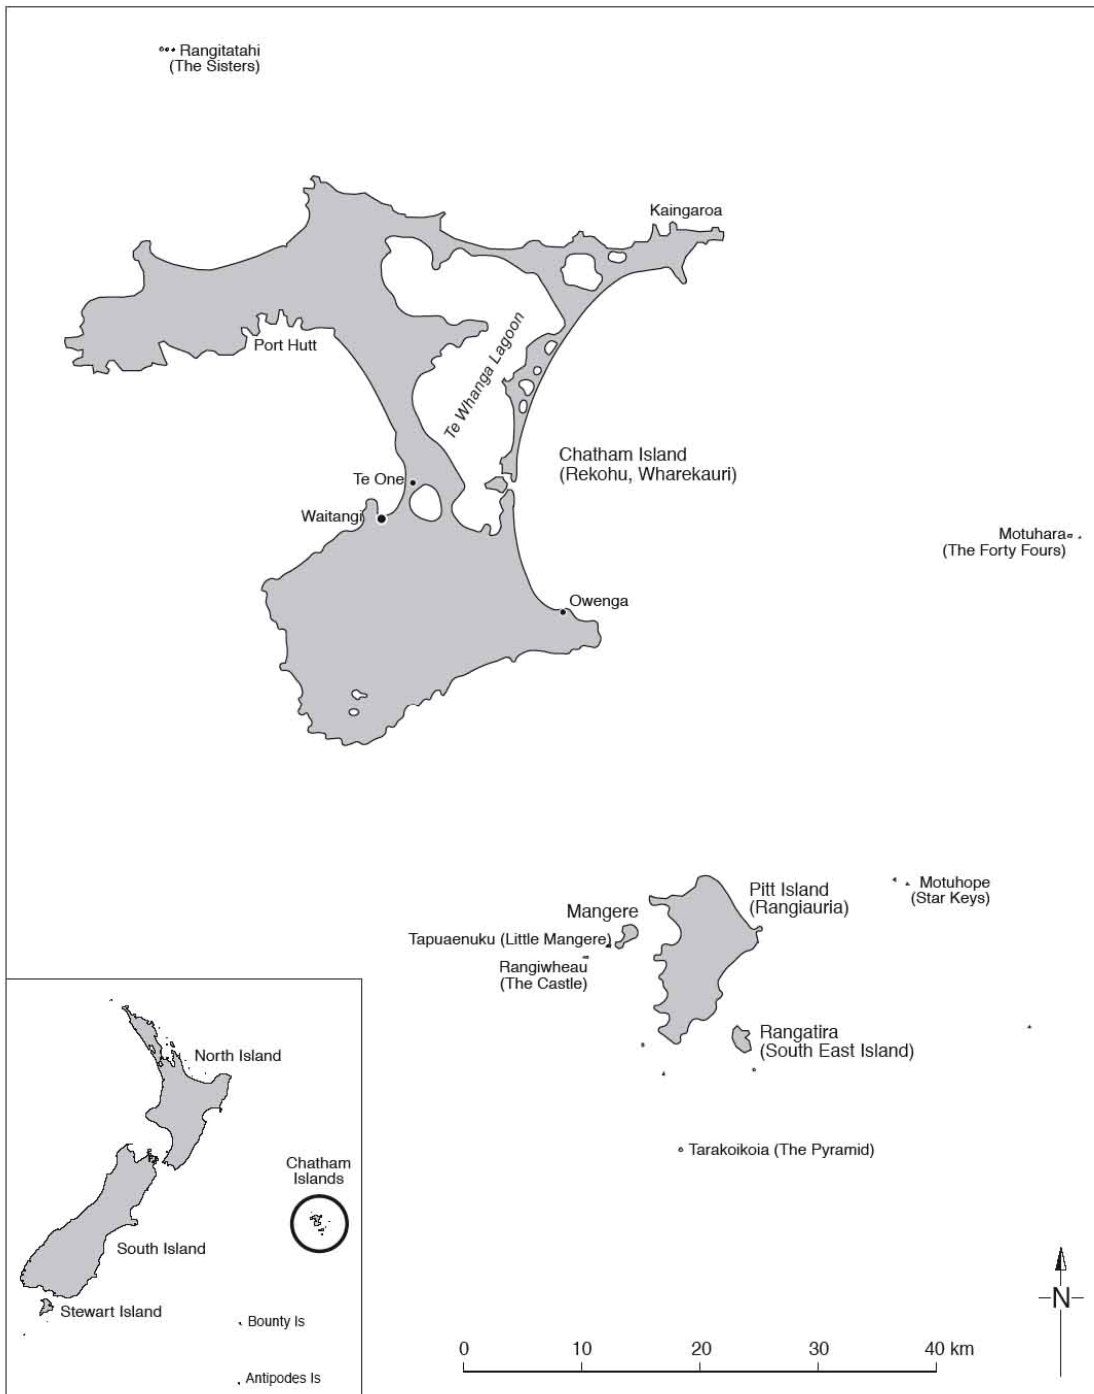 Rangitatahi
(The Sisters)
Kaingaroa
Port Hutt
Te Whanga Lagoon
Chatham Island
(Rekohu, Wharekauri)
Te One
Waitangi
Motuhara
(The Forty Fours)
Owenga
Pitt Island
(Rangiauria)
Motuhope
(Star Keys)
Mangere
Tapuaenuku (Little Mangere)
Rangiwheau
(The Castle)
Rangatira
(South East Island)
Tarakoikoia (The Pyramid)
North Island
Chatham
Islands
South Island
Stewart Island
Bounty Is
Antipodes Is
N
0 10 20 30 40 km